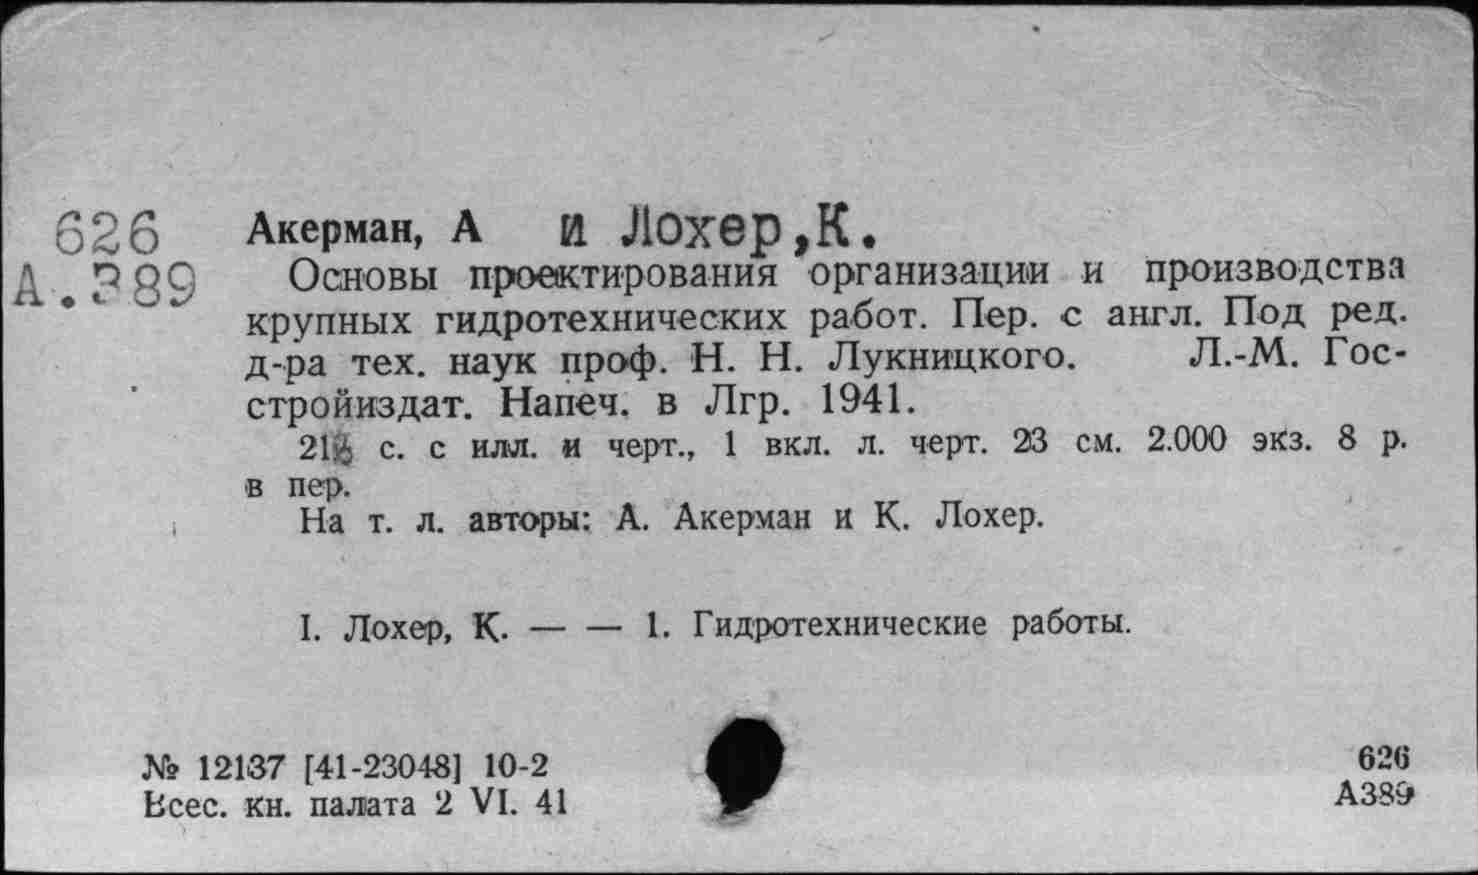 626 Акерман, А и Лохер,К.
А.389 Основы проектирования организации и производства
крупных гидротехнических работ. Пер. с англ. Под ред.
д-ра тех. наук проф. Н. Н. Лукницкого. Л.-М. Гос-
стройиздат. Напеч. в Лгр. 1941.
с. с илл. и черт., 1 вкл. л. черт. 23 см. 2.000 экз. 8 р.
в пер.
На т. л. авторы: А. Акерман и К. Лохер.
I. Лохер, К. — — 1. Гидротехнические работы.
№ 12137 [41-23048] 10-2
Всес. кн. палата 2 VI. 41
626
А389